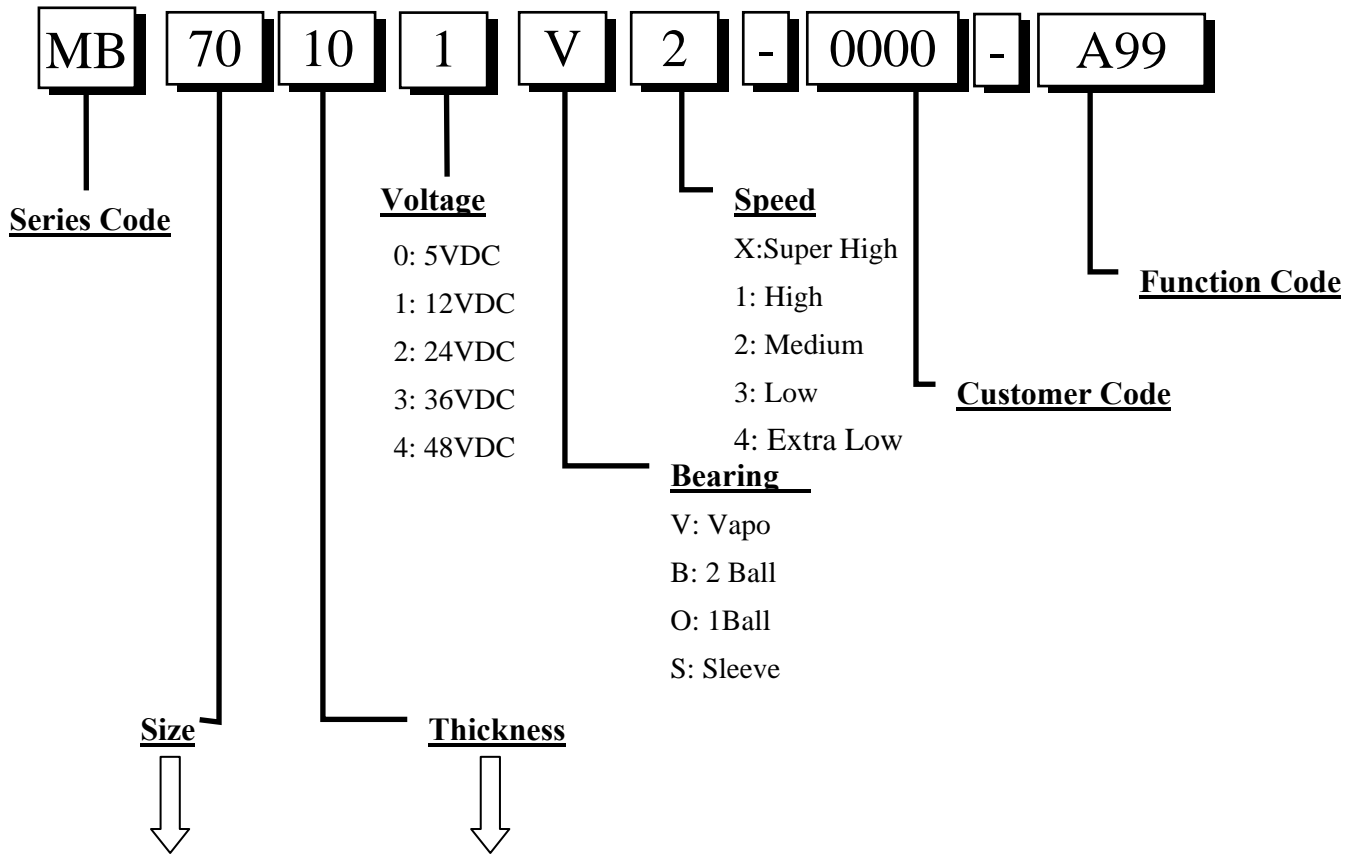 MB 70 10 1 V 2 - 0000 - A99
Series Code
Voltage
0: 5VDC
1: 12VDC
2: 24VDC
3: 36VDC
4: 48VDC
Speed
X:Super High
1: High
2: Medium
3: Low
4: Extra Low
Function Code
Customer Code
Bearing
V: Vapo
B: 2 Ball
O: 1Ball
S: Sleeve
Size
Thickness